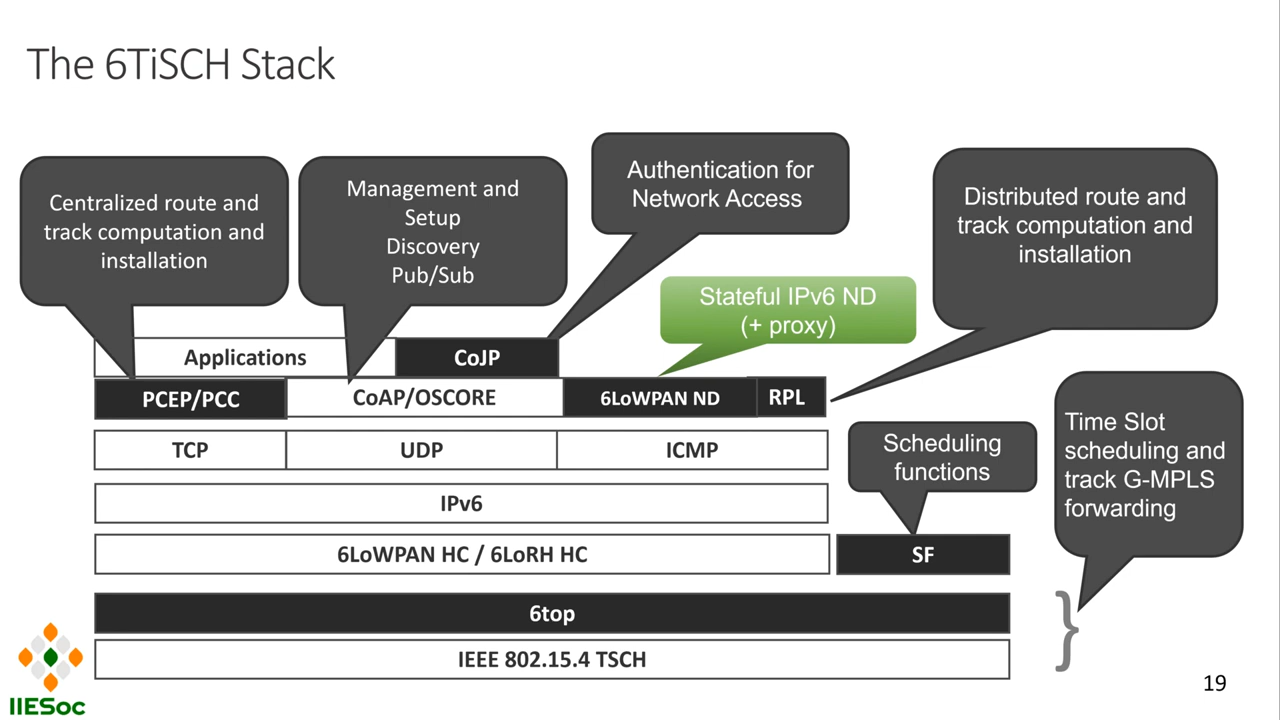 The 6TiSCH Stack
Centralized route and
track computation and
installation
Management and
Setup
Discovery
Pub/Sub
Authentication for
Network Access
Distributed route and
track computation and
installation
Stateful IPv6 ND
(+ proxy)
Applications
CoJP
PCEP/PCC
CoAP/OSCORE
6LoWPAN ND
RPL
TCP
UDP
ICMP
Scheduling
functions
Time Slot
scheduling and
track G-MPLS
forwarding
IPv6
6LoWPAN HC / 6LoRH HC
SF
6top
}
IEEE 802.15.4 TSCH
IIESoc
19